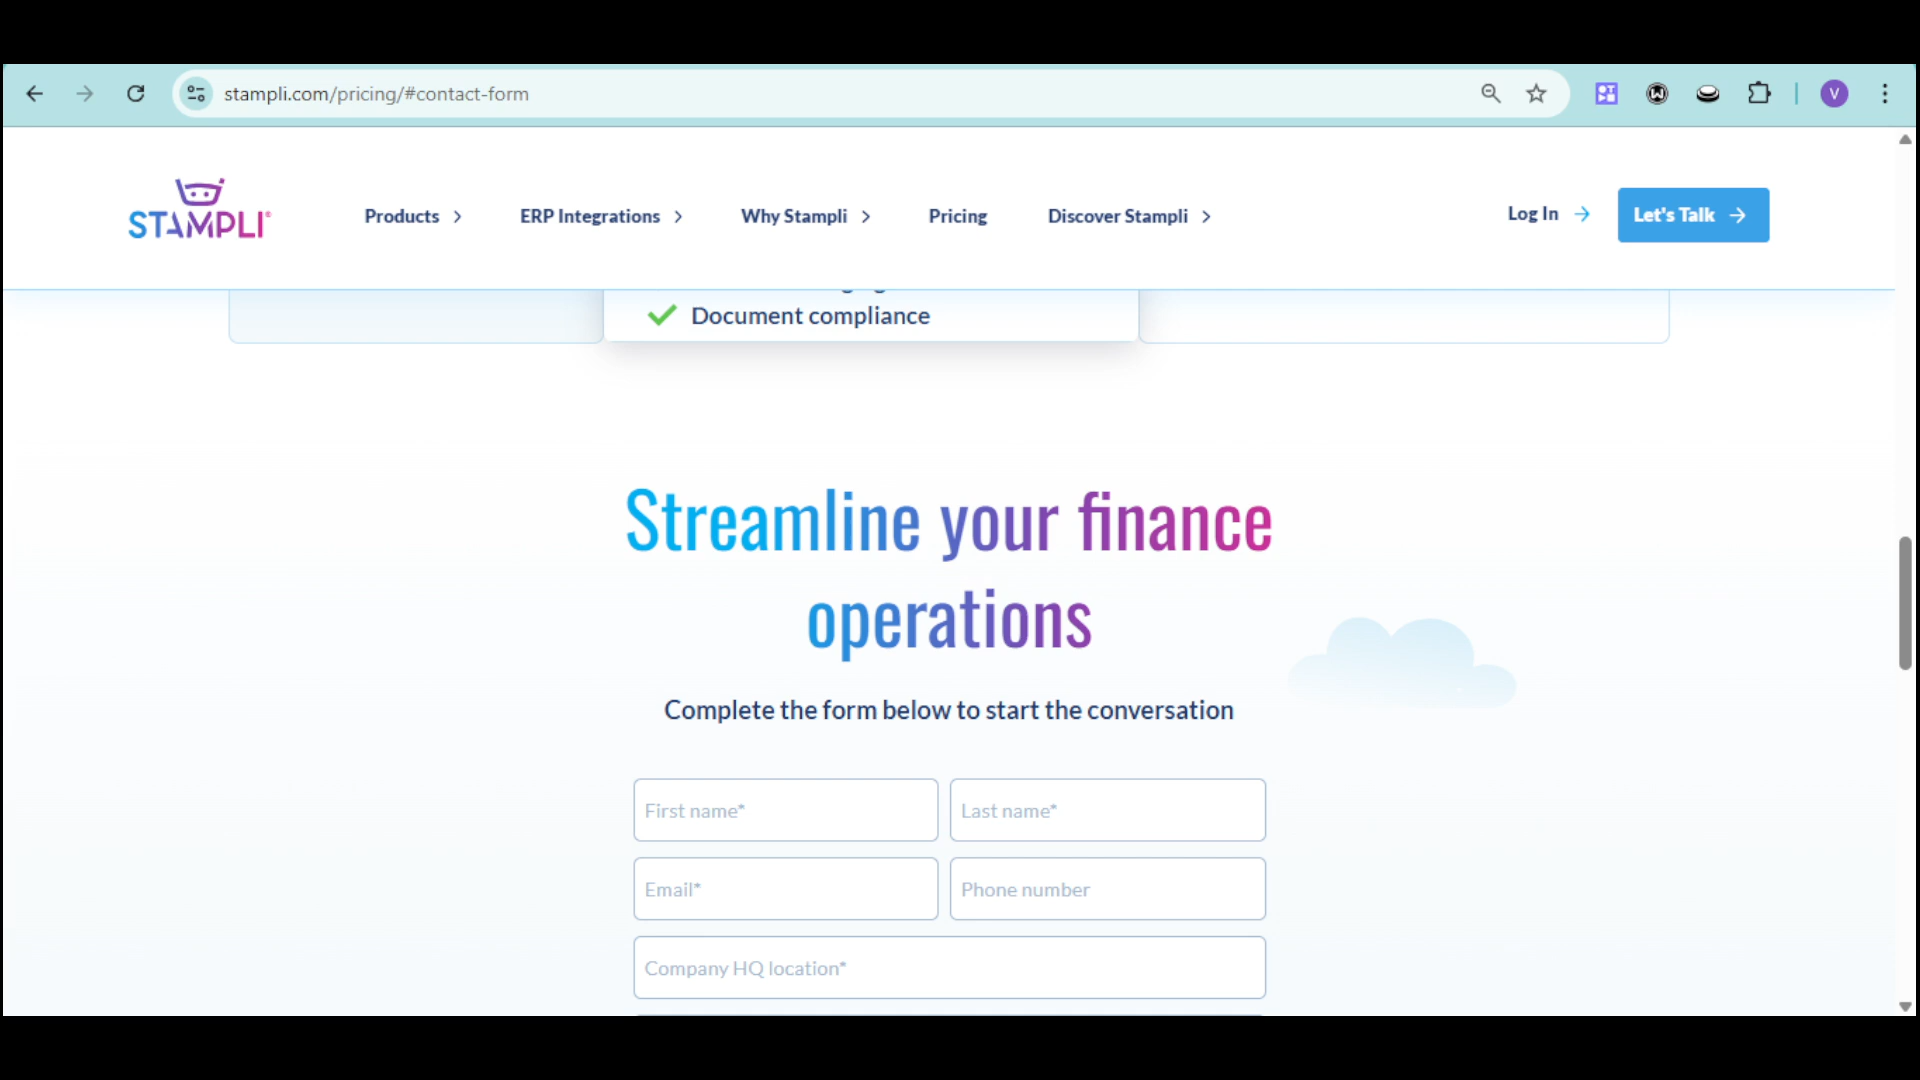 stampli.com/pricing/#contact-form
V
STAMPLI®
Products
ERP Integrations
Why Stampli
Pricing
Discover Stampli
Log In
Let's Talk
Document compliance
Streamline your finance
operations
Complete the form below to start the conversation
First name*
Last name*
Email*
Phone number
Company HQ location*